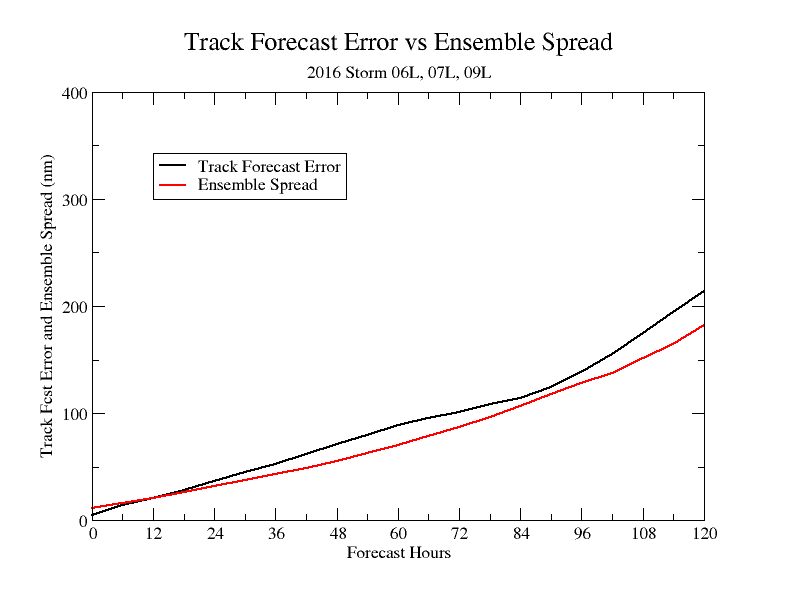 Track Forecast Error vs Ensemble Spread
2016 Storm 06L, 07L, 09L
Track Fcst Error and Ensemble Spread (nm)
400
300
200
100
0
Track Forecast Error
Ensemble Spread
0 12 24 36 48 60 72 84 96 108 120
Forecast Hours